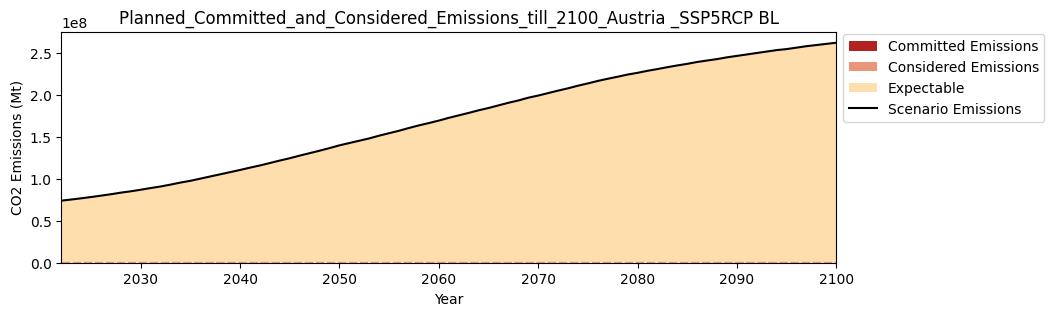 Planned_Committed_and_Considered_Emissions_till_2100_Austria _SSP5RCP BL
1e8
2.5
2.0
1.5
1.0
0.5
0.0
CO2 Emissions (Mt)
2030
2040
2050
2060
2070
2080
2090
2100
Year
Committed Emissions
Considered Emissions
Expectable
Scenario Emissions